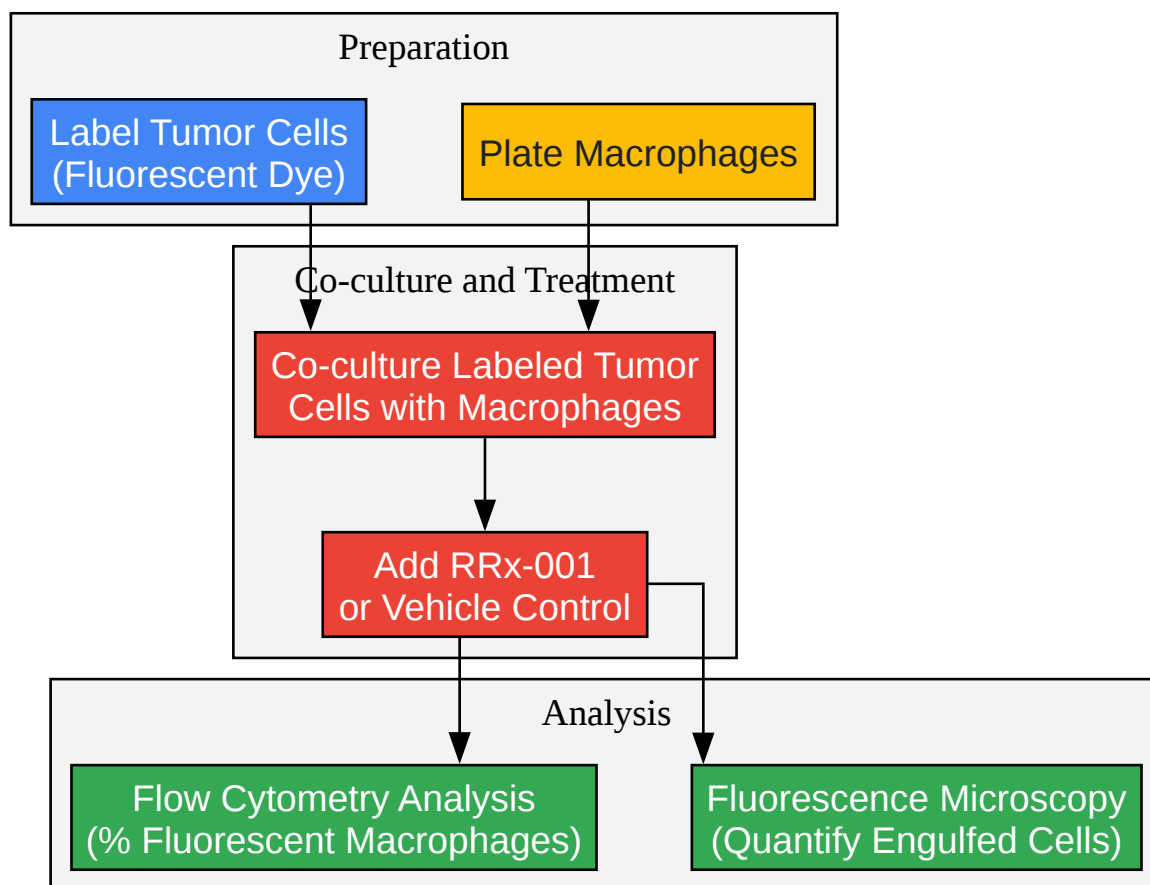 Preparation
Label Tumor Cells
(Fluorescent Dye)
Plate Macrophages
Co-culture and Treatment
Co-culture Labeled Tumor
Cells with Macrophages
Add RRx-001
or Vehicle Control
Analysis
Flow Cytometry Analysis
(% Fluorescent Macrophages)
Fluorescence Microscopy
(Quantify Engulfed Cells)